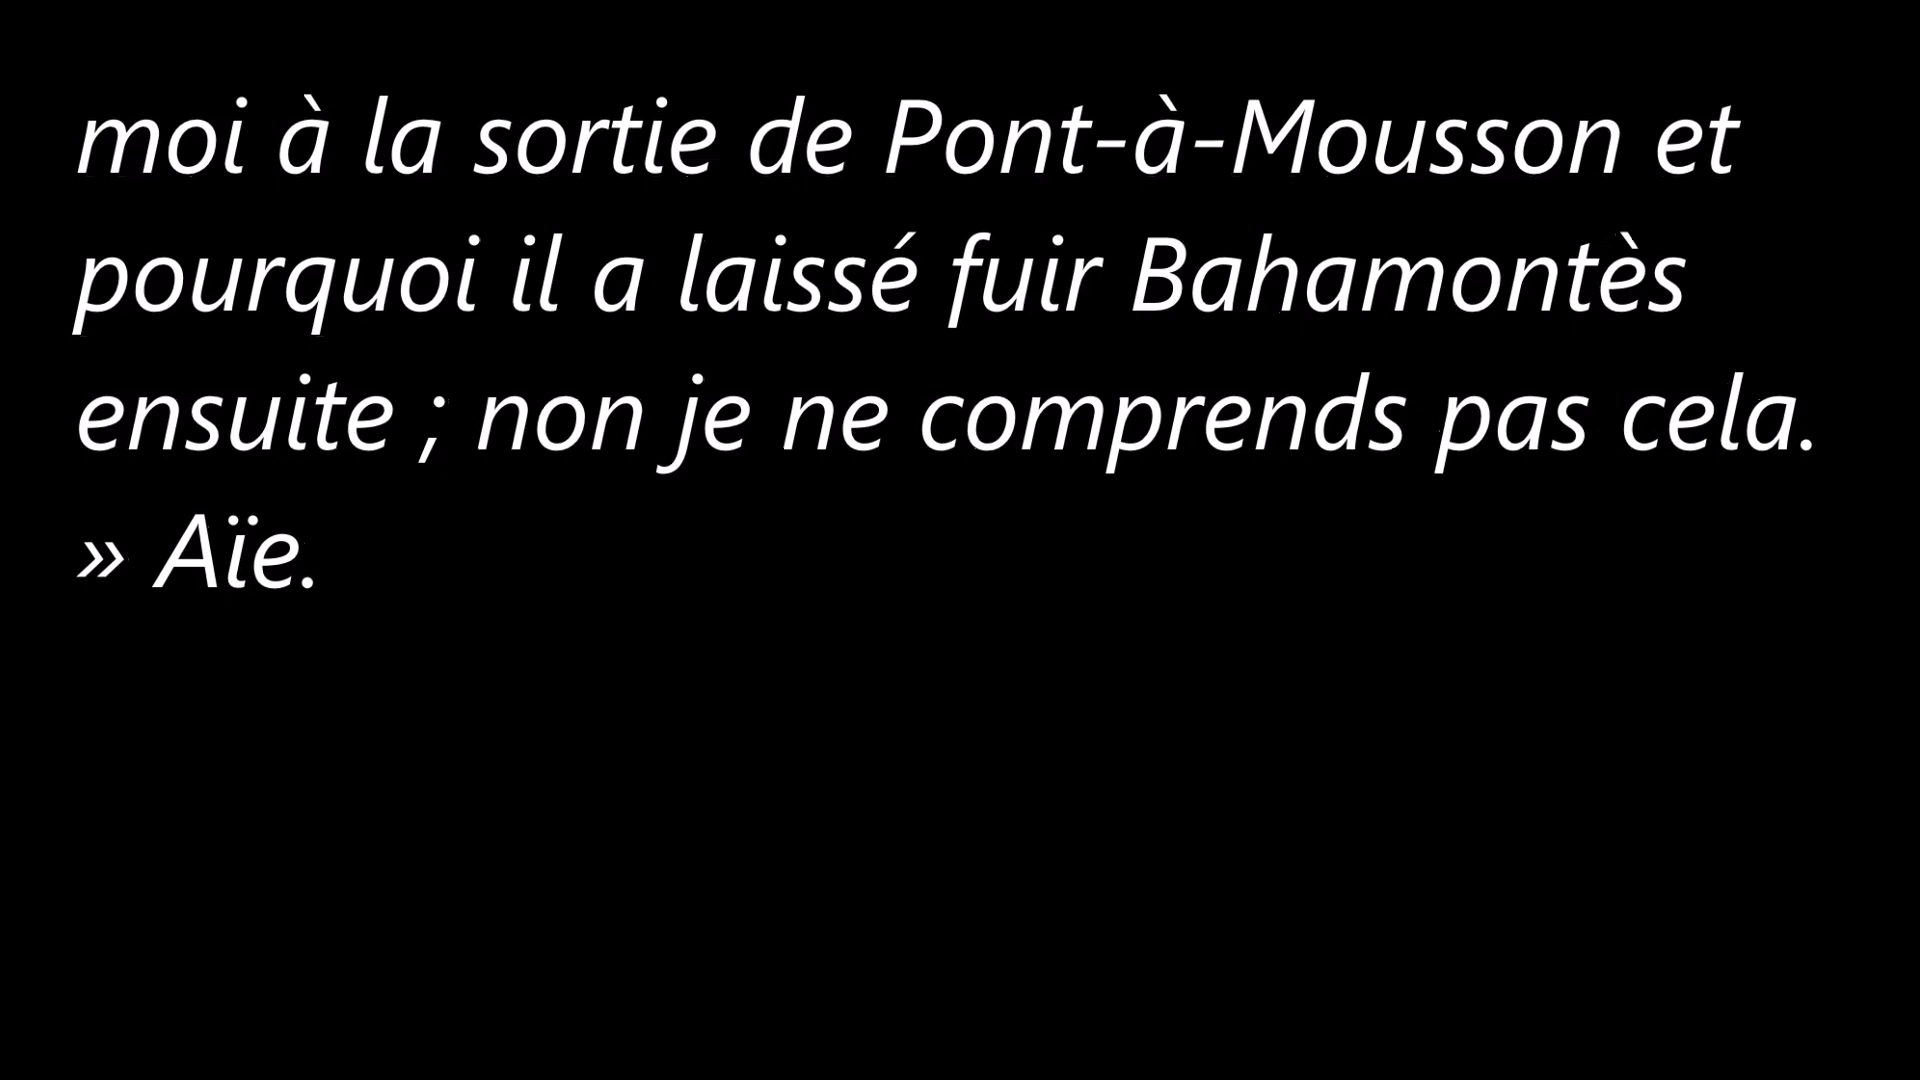 moi à la sortie de Pont-à-Mousson et
pourquoi il a laissé fuir Bahamontès
ensuite ; non je ne comprends pas cela.
» Aïe.